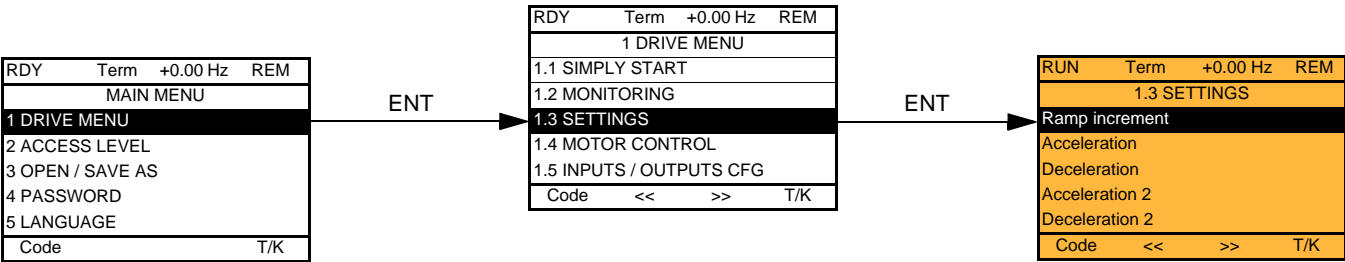 RDY Term +0.00 Hz REM
MAIN MENU
1 DRIVE MENU
2 ACCESS LEVEL
3 OPEN / SAVE AS
4 PASSWORD
5 LANGUAGE
Code T/K
ENT
RDY Term +0.00 Hz REM
1 DRIVE MENU
1.1 SIMPLY START
1.2 MONITORING
1.3 SETTINGS
1.4 MOTOR CONTROL
1.5 INPUTS / OUTPUTS CFG
Code << >> T/K
ENT
RUN Term +0.00 Hz REM
1.3 SETTINGS
Ramp increment
Acceleration
Deceleration
Acceleration 2
Deceleration 2
Code << >> T/K